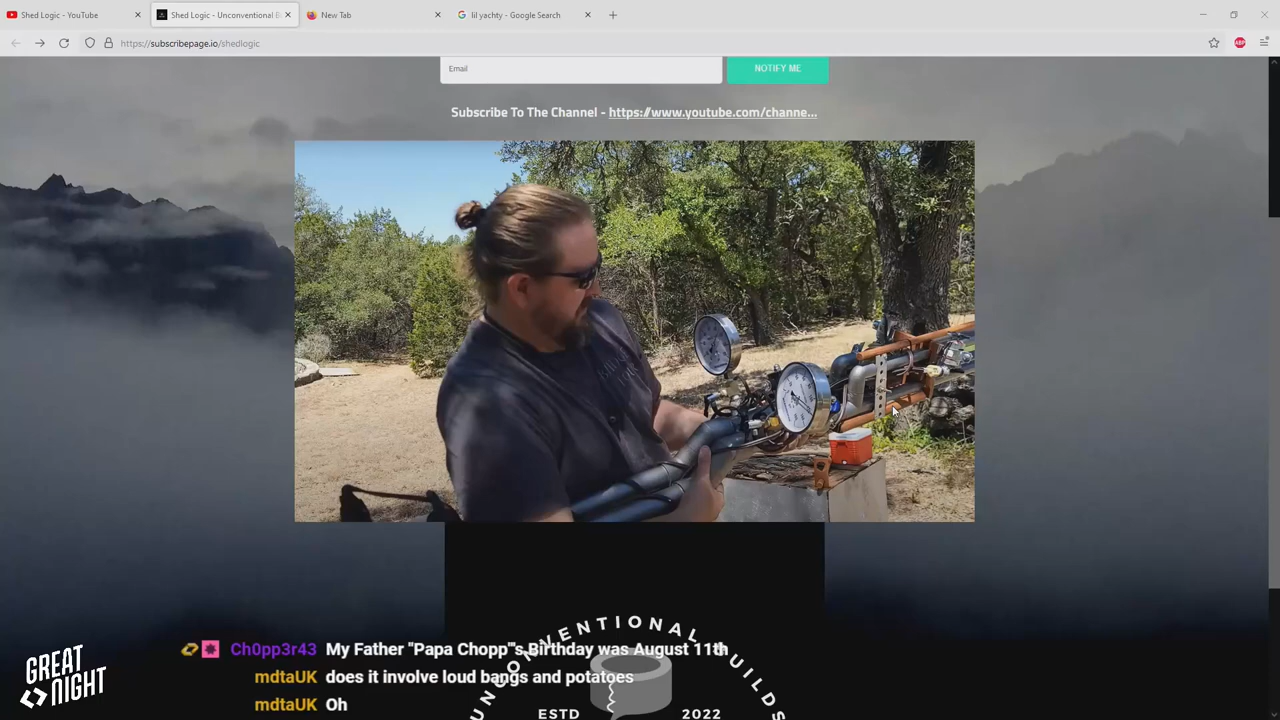 Shed Logic - YouTube
Shed Logic - Unconventional B
New Tab
lil yachty - Google Search
https://subscribepage.io/shedlogic
ABP
Email
NOTIFY ME
Subscribe To The Channel - https://www.youtube.com/channe...
UNCONVENTIONAL BUILDS
ESTD 2022
Ch0pp3r43 My Father "Papa Chopp"'s Birthday was August 11th
mdtaUK does it involve loud bangs and potatoes
mdtaUK Oh
GREAT
NIGHT